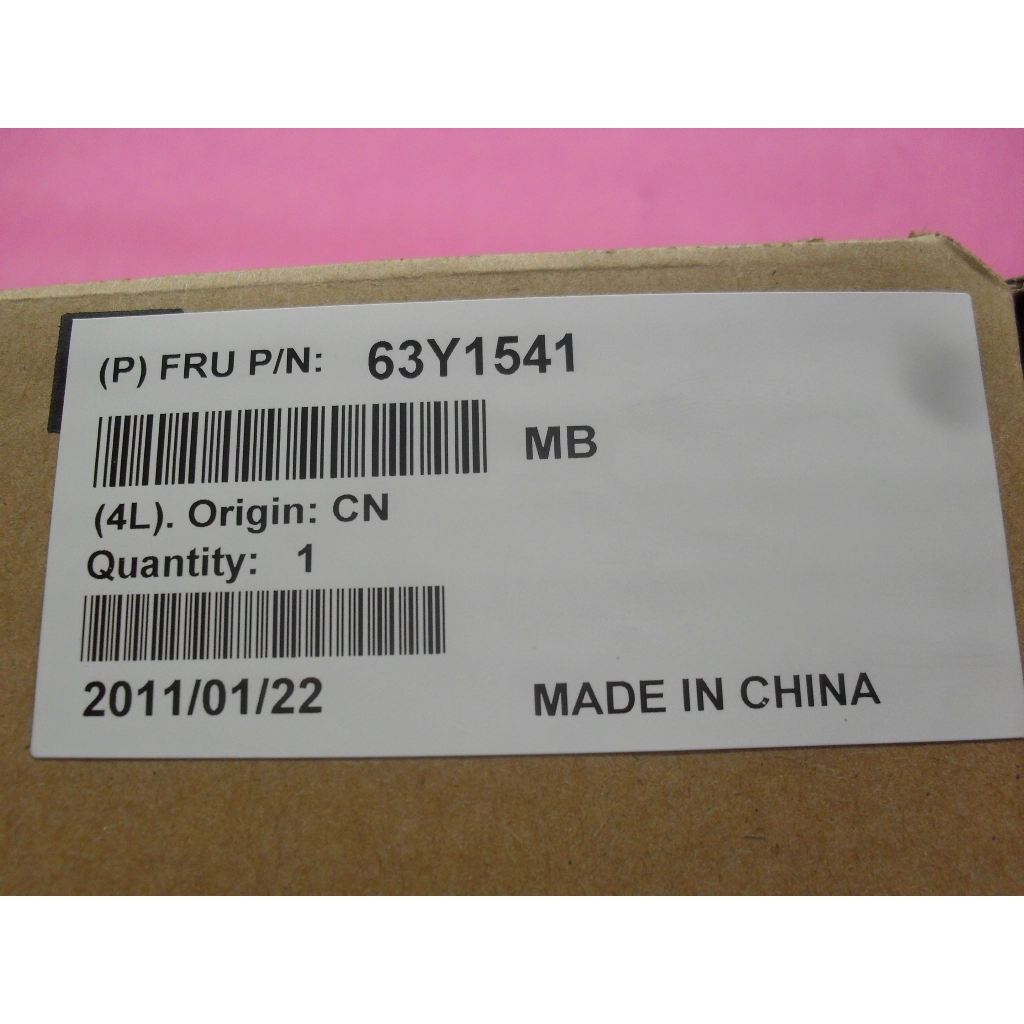 (P) FRU P/N: 63Y1541
MB
(4L). Origin: CN
Quantity: 1
2011/01/22
MADE IN CHINA